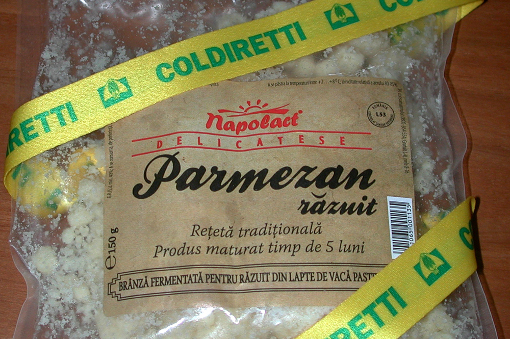 COLDIRETTI
COLDIRETTI
Napolact
DELICATESE
Parmezan
răzuit
Rețetă tradițională
Produs maturat timp de 5 luni
℮150 g
BRÂNZĂ FERMENTATĂ PENTRU RĂZUIT DIN LAPTE DE VACĂ PAST
COLDIRETTI